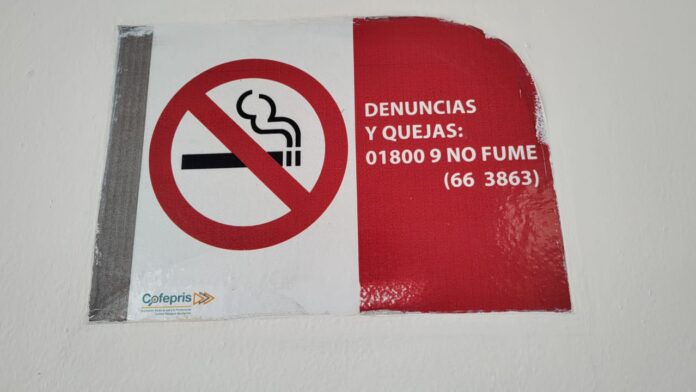 DENUNCIAS
Y QUEJAS:
01800 9 NO FUME
(66 3863)
Cofepris